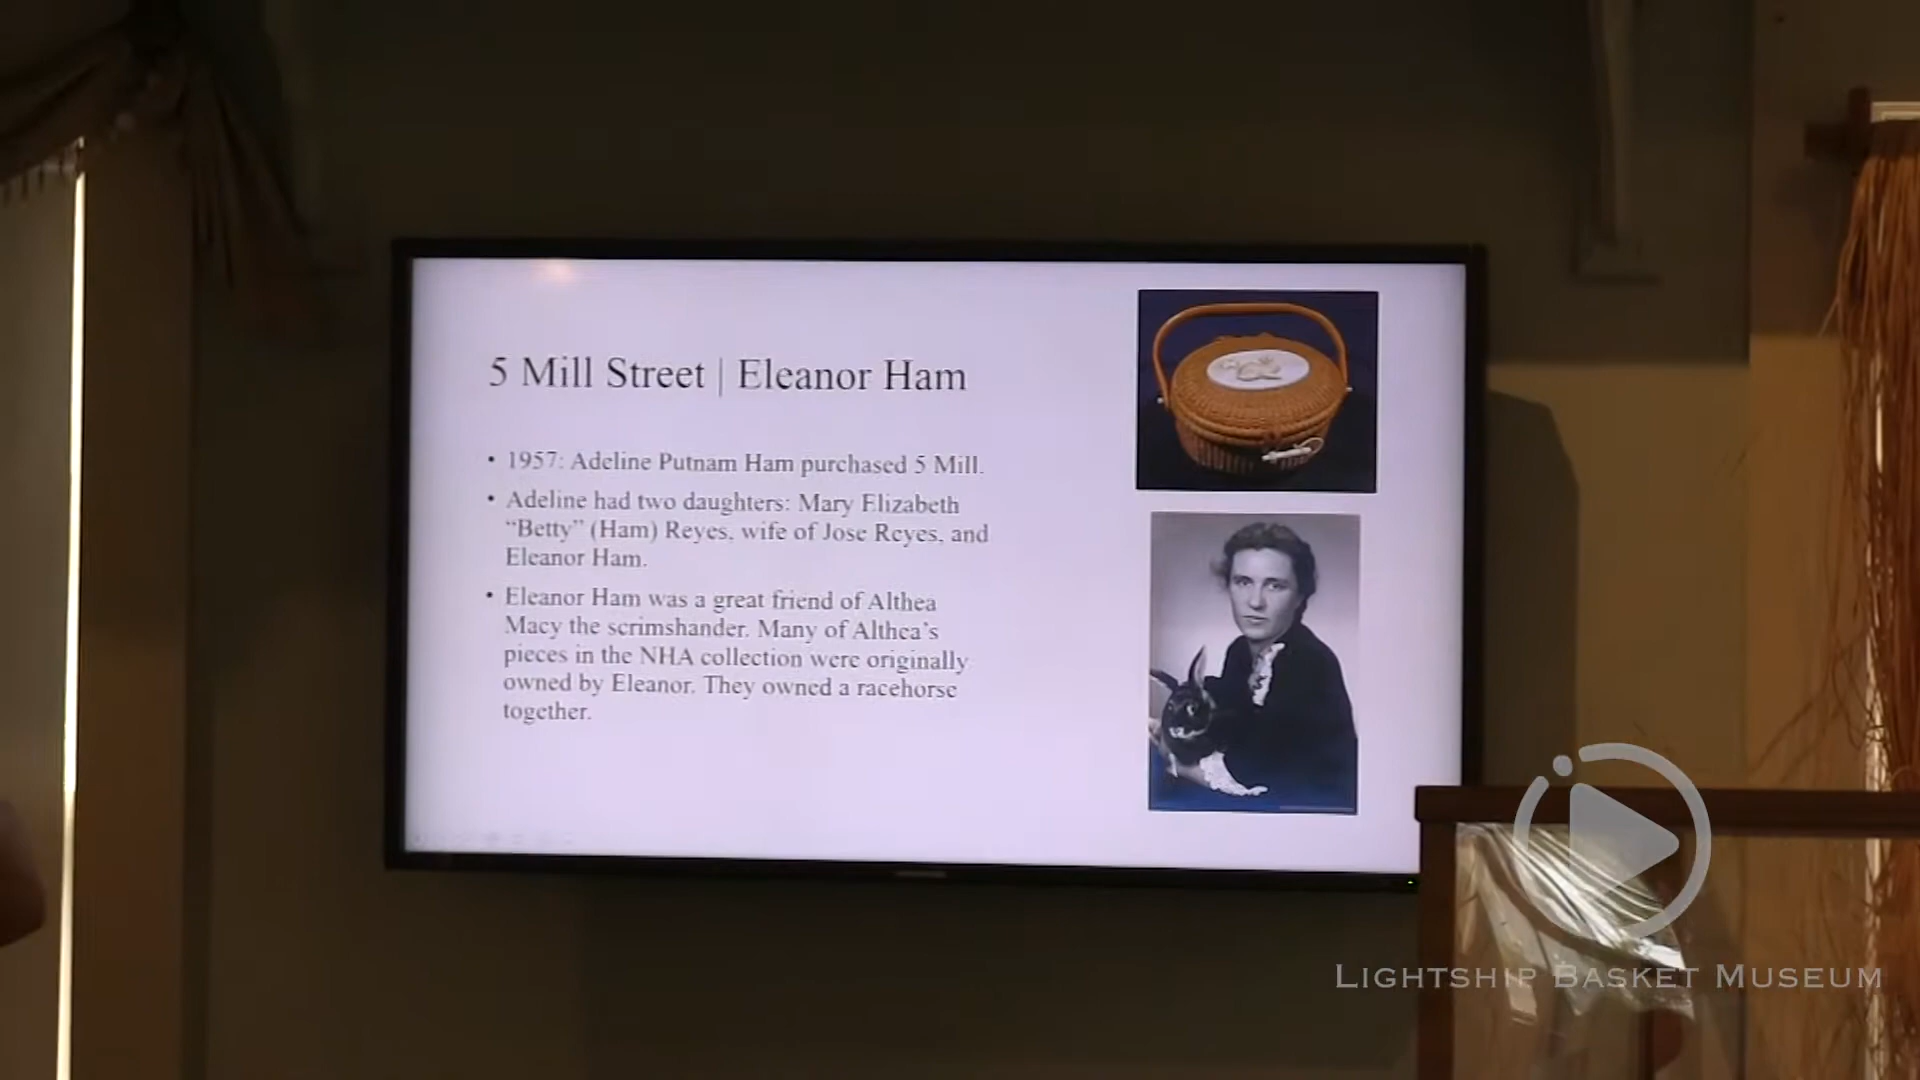 5 Mill Street | Eleanor Ham
• 1957: Adeline Putnam Ham purchased 5 Mill.
• Adeline had two daughters: Mary Elizabeth
“Betty” (Ham) Reyes, wife of Jose Reyes, and
Eleanor Ham.
• Eleanor Ham was a great friend of Althea
Macy the scrimshander. Many of Althea’s
pieces in the NHA collection were originally
owned by Eleanor. They owned a racehorse
together.
LIGHTSHIP BASKET MUSEUM